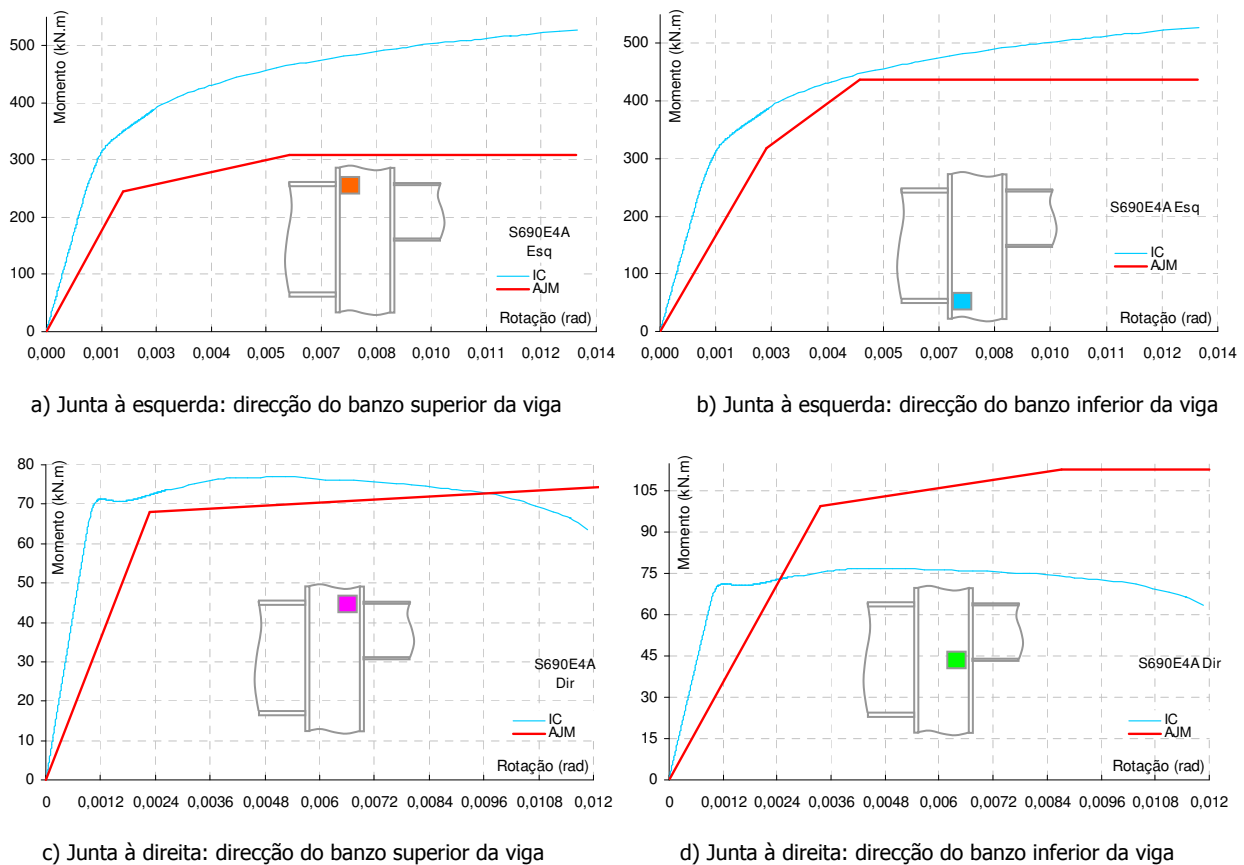 Momento (kN.m)
500
400
300
200
100
0
0,000 0,001 0,003 0,004 0,005 0,007 0,008 0,010 0,011 0,012 0,014
S690E4A
Esq
IC
AJM
Rotação (rad)
a) Junta à esquerda: direcção do banzo superior da viga
Momento (kN.m)
500
400
300
200
100
0
0,000 0,001 0,003 0,004 0,005 0,007 0,008 0,010 0,011 0,012 0,014
S690E4A Esq
IC
AJM
Rotação (rad)
b) Junta à esquerda: direcção do banzo inferior da viga
Momento (kN.m)
80
70
60
50
40
30
20
10
0
0 0,0012 0,0024 0,0036 0,0048 0,006 0,0072 0,0084 0,0096 0,0108 0,012
S690E4A
Dir
IC
AJM
Rotação (rad)
c) Junta à direita: direcção do banzo superior da viga
Momento (kN.m)
105
90
75
60
45
30
15
0
0 0,0012 0,0024 0,0036 0,0048 0,006 0,0072 0,0084 0,0096 0,0108 0,012
S690E4A Dir
IC
AJM
Rotação (rad)
d) Junta à direita: direcção do banzo inferior da viga